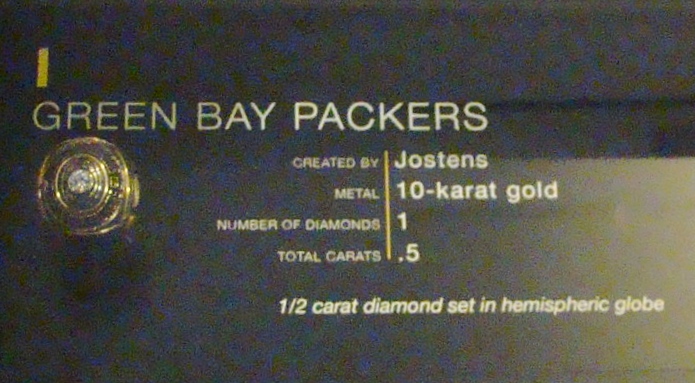 I
GREEN BAY PACKERS
CREATED BY Jostens
METAL 10-karat gold
NUMBER OF DIAMONDS 1
TOTAL CARATS .5
1/2 carat diamond set in hemispheric globe